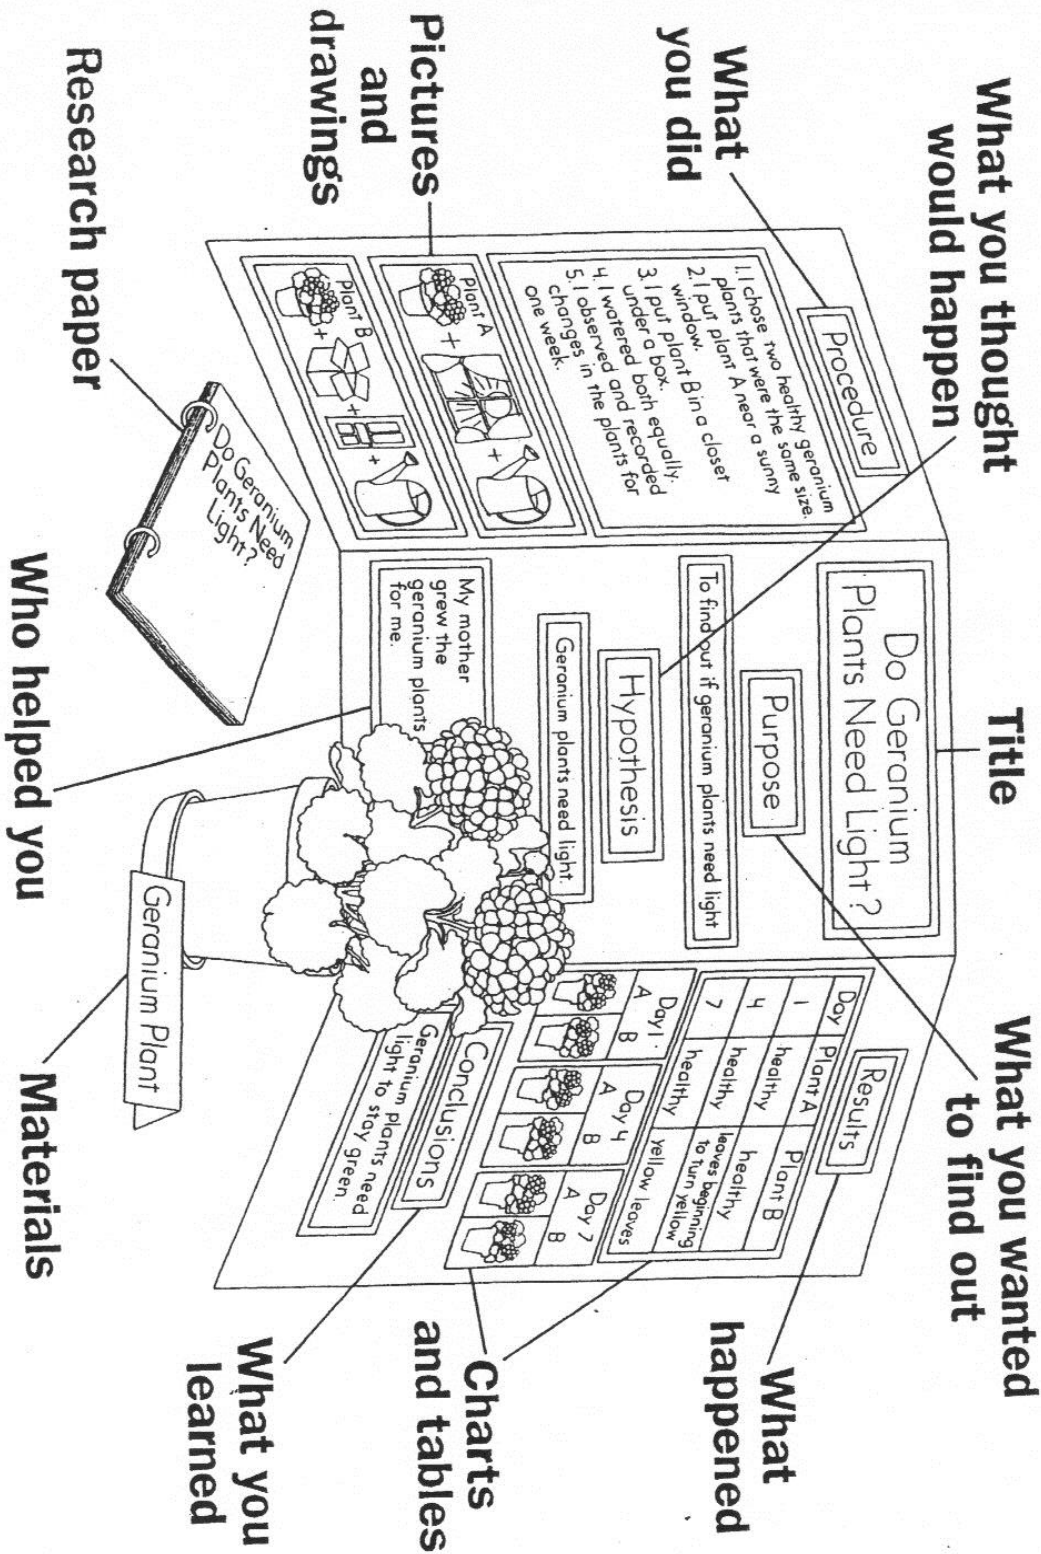 What you thought
would happen
Title
What you wanted
to find out
What
you did
What
happened
Pictures
and
drawings
Charts
and tables
Research paper
Who helped you
Materials
What you
learned
Procedure
1. I chose two healthy geranium
plants that were the same size.
2. I put plant A near a sunny
window.
3. I put plant B in a closet
under a box.
4. I watered both equally.
5. I observed and recorded
changes in the plants for
one week.
Plant A
+
+
Plant B
+
+
+
Do Geranium
Plants Need Light?
Purpose
To find out if geranium plants need light
Hypothesis
Geranium plants need light.
My mother
grew the
geranium plants
for me.
Results
Day Plant A Plant B
1 healthy healthy
4 healthy leaves beginning
to turn yellow
7 healthy yellow leaves
Day 1 Day 4 Day 7
A B A B A B
Conclusions
Geranium plants need
light to stay green.
Do Geranium
Plants Need
Light?
Geranium Plant